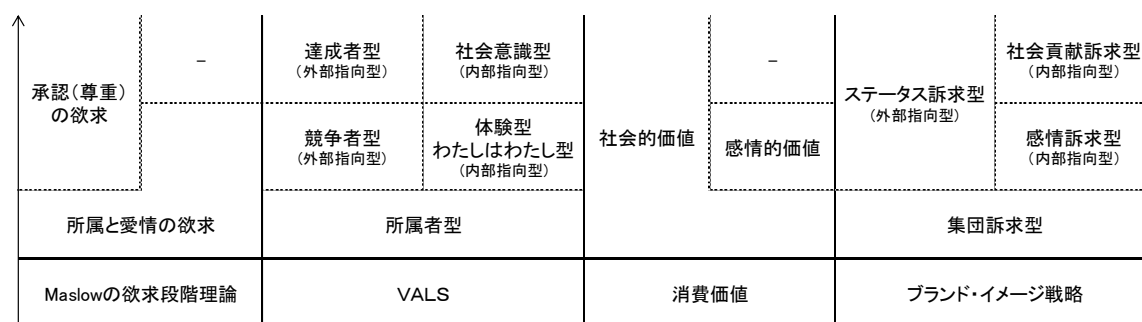 －
達成者型
（外部指向型）
社会意識型
（内部指向型）
－
社会貢献訴求型
（内部指向型）
承認（尊重）
の欲求
ステータス訴求型
（外部指向型）
競争者型
（外部指向型）
体験型
わたしはわたし型
（内部指向型）
社会的価値
感情的価値
感情訴求型
（内部指向型）
所属と愛情の欲求
所属者型
集団訴求型
Maslowの欲求段階理論
VALS
消費価値
ブランド・イメージ戦略